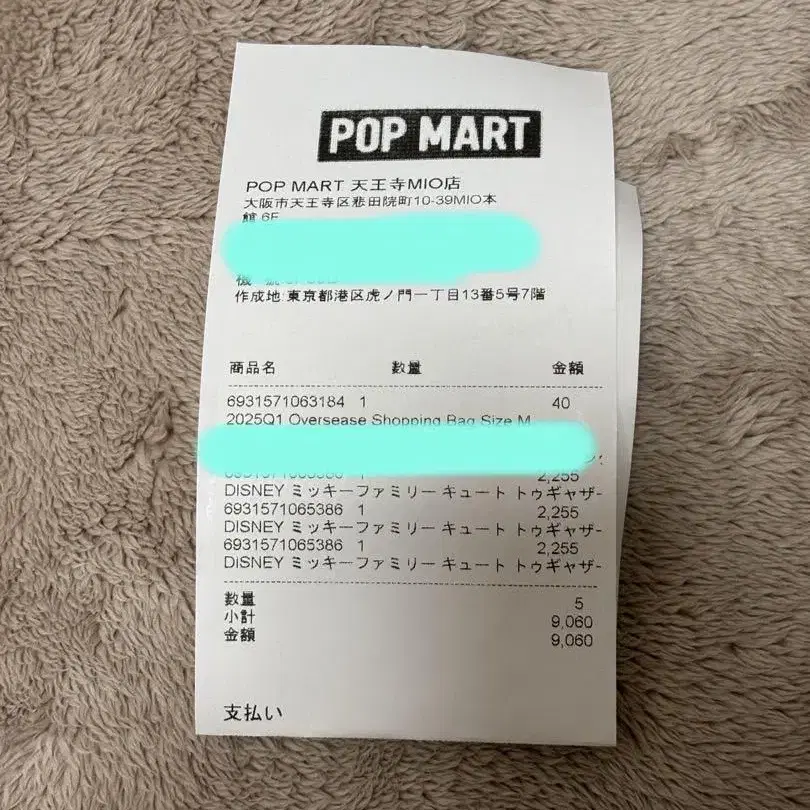 POP MART
POP MART 天王寺MIO店
大阪市天王寺区悲田院町10-39MIO本
館 6F
作成地:東京都港区虎ノ門一丁目13番5号7階
商品名 数量 金額
6931571063184 1 40
2025Q1 Oversease Shopping Bag Size M
1 2,255
DISNEY ミッキーファミリー キュート トゥギャザー
6931571065386 1 2,255
DISNEY ミッキーファミリー キュート トゥギャザー
6931571065386 1 2,255
DISNEY ミッキーファミリー キュート トゥギャザー
数量 5
小計 9,060
金額 9,060
支払い